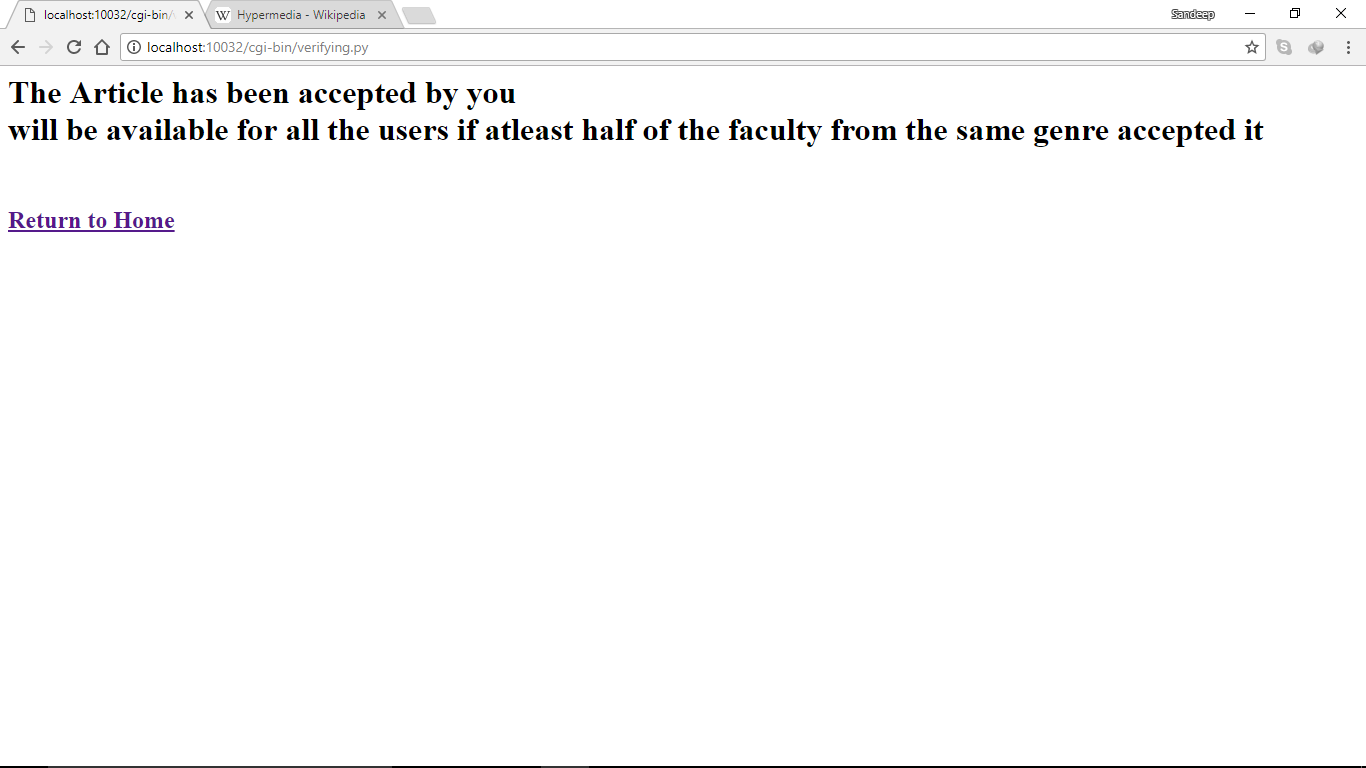 localhost:10032/cgi-bin/
Hypermedia - Wikipedia
Sandeep
localhost:10032/cgi-bin/verifying.py
The Article has been accepted by you
will be available for all the users if atleast half of the faculty from the same genre accepted it
Return to Home